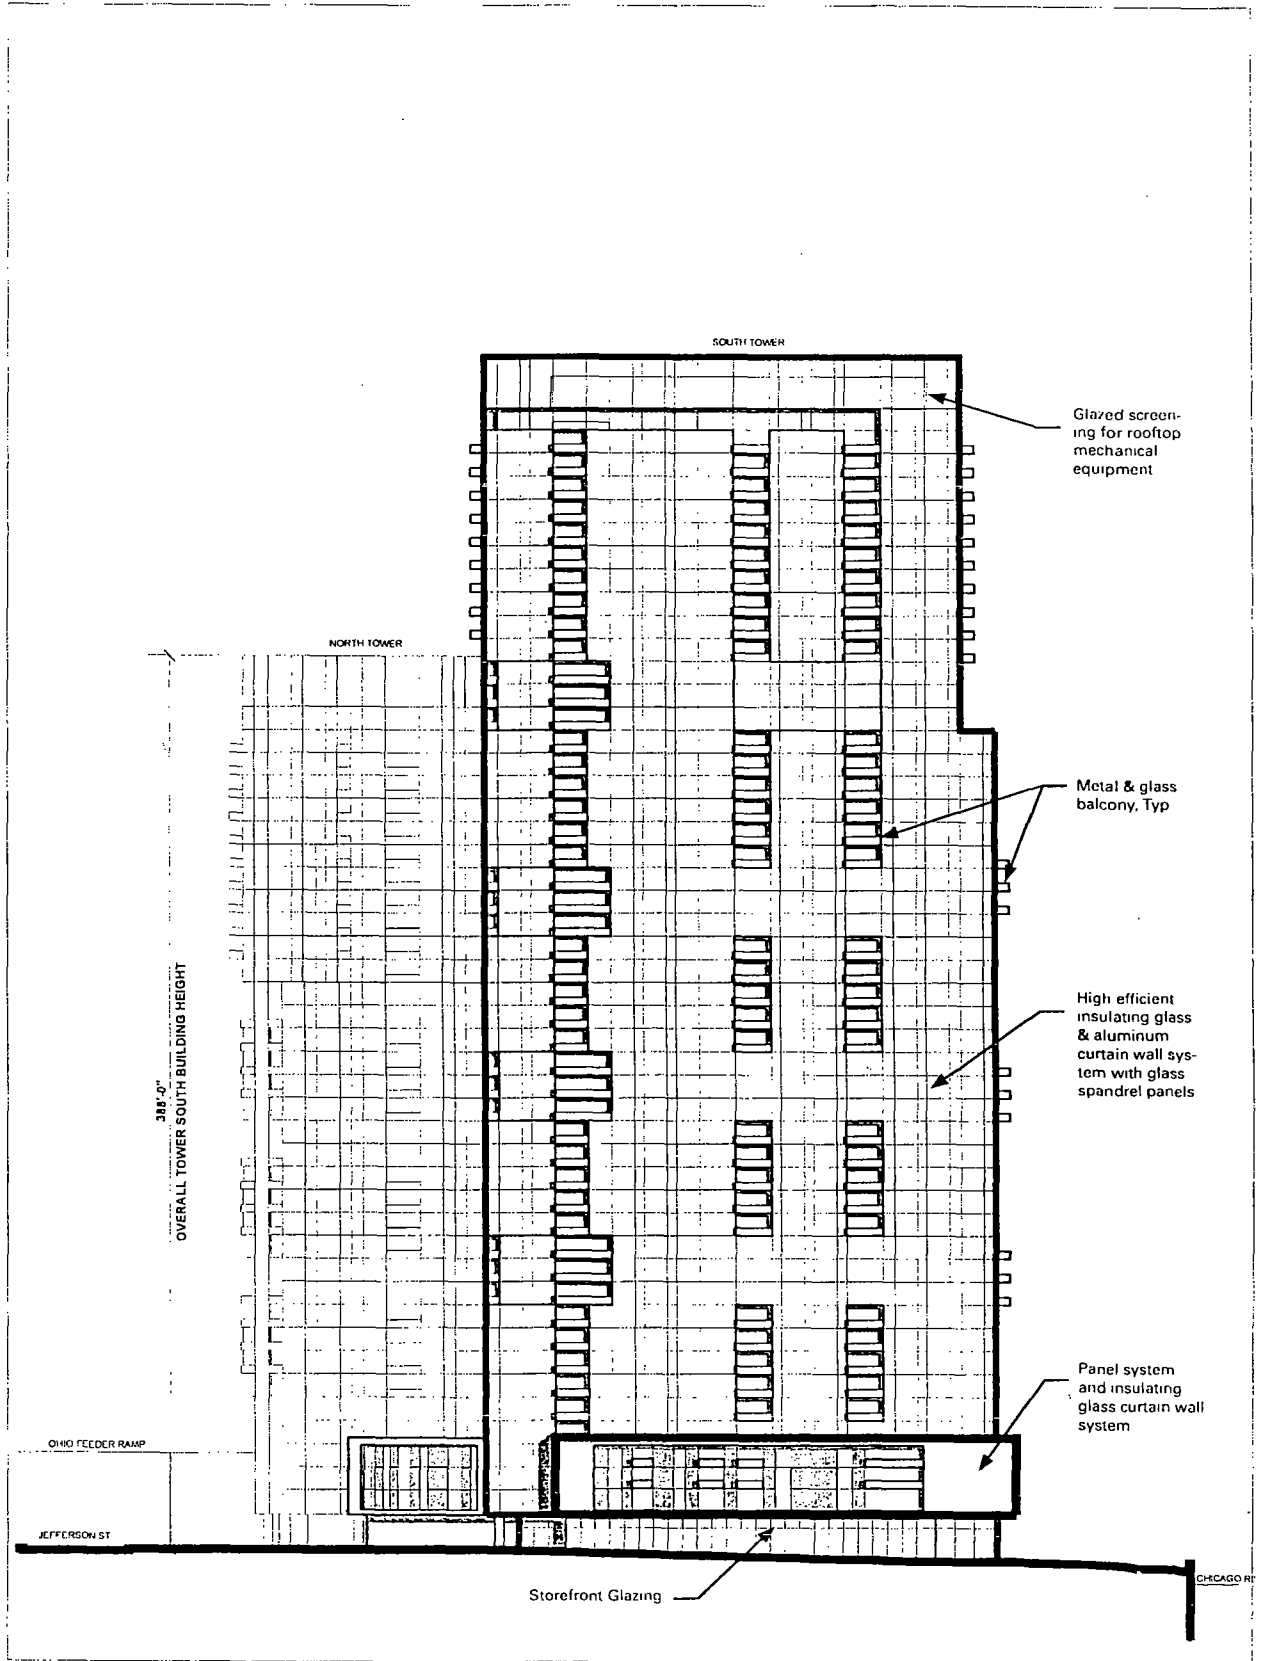 SOUTH TOWER
Glazed screen-
ing for rooftop
mechanical
equipment
NORTH TOWER
Metal & glass
balcony, Typ
High efficient
insulating glass
& aluminum
curtain wall sys-
tem with glass
spandrel panels
388'-0"
OVERALL TOWER SOUTH BUILDING HEIGHT
Panel system
and insulating
glass curtain wall
system
OHIO FEEDER RAMP
JEFFERSON ST
CHICAGO RI
Storefront Glazing